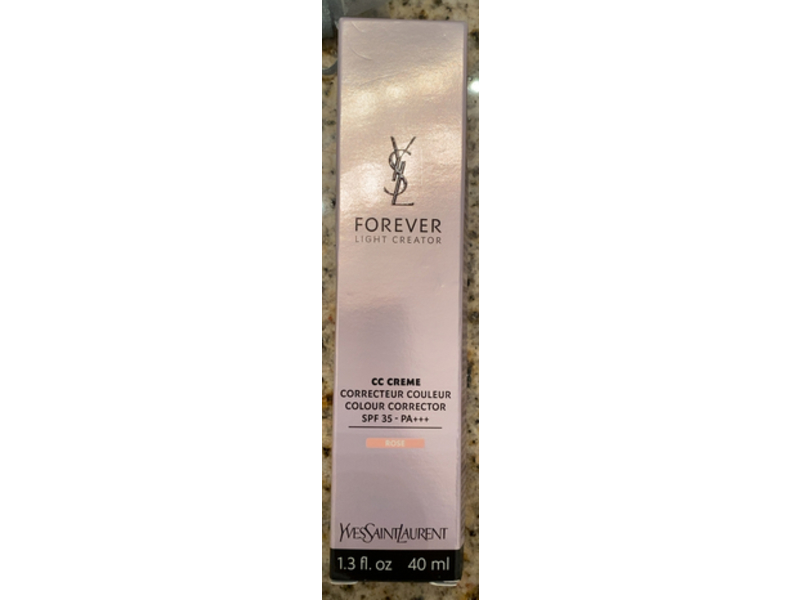 YSL
FOREVER
LIGHT CREATOR
CC CREME
CORRECTEUR COULEUR
COLOUR CORRECTOR
SPF 35 - PA+++
ROSE
YVESSAINTLAURENT
1.3 fl. oz 40 ml